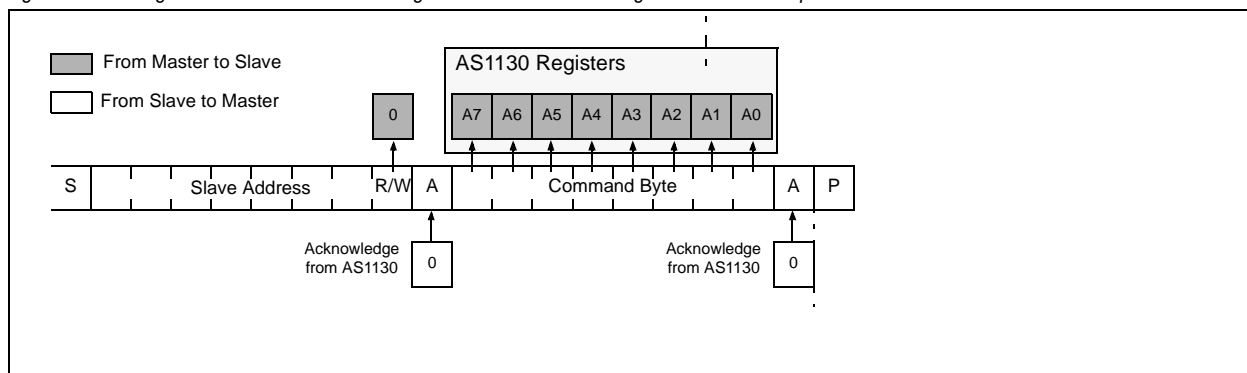 From Master to Slave
From Slave to Master
AS1130 Registers
0
A7 A6 A5 A4 A3 A2 A1 A0
S Slave Address R/W A Command Byte A P
Acknowledge
from AS1130
0
Acknowledge
from AS1130
0